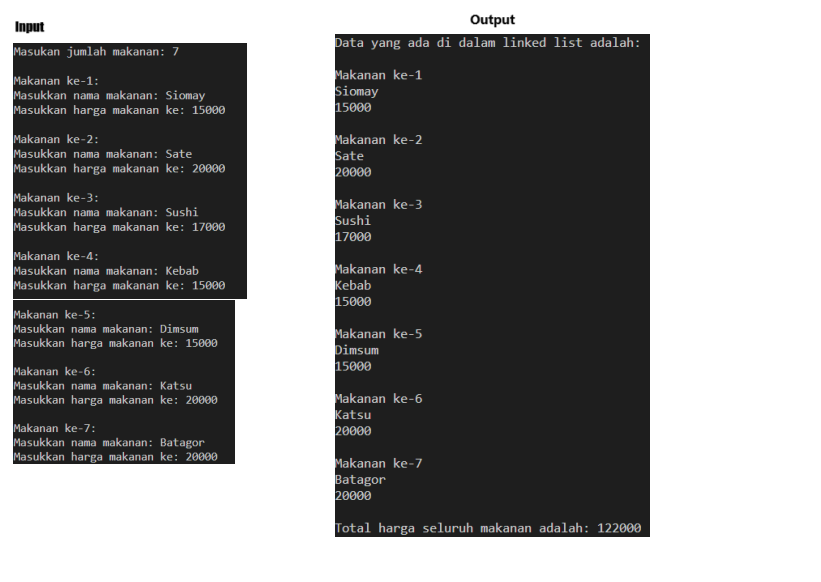 Input
Masukan jumlah makanan: 7
Makanan ke-1:
Masukkan nama makanan: Siomay
Masukkan harga makanan ke: 15000
Makanan ke-2:
Masukkan nama makanan: Sate
Masukkan harga makanan ke: 20000
Makanan ke-3:
Masukkan nama makanan: Sushi
Masukkan harga makanan ke: 17000
Makanan ke-4:
Masukkan nama makanan: Kebab
Masukkan harga makanan ke: 15000
Makanan ke-5:
Masukkan nama makanan: Dimsum
Masukkan harga makanan ke: 15000
Makanan ke-6:
Masukkan nama makanan: Katsu
Masukkan harga makanan ke: 20000
Makanan ke-7:
Masukkan nama makanan: Batagor
Masukkan harga makanan ke: 20000
Output
Data yang ada di dalam linked list adalah:
Makanan ke-1
Siomay
15000
Makanan ke-2
Sate
20000
Makanan ke-3
Sushi
17000
Makanan ke-4
Kebab
15000
Makanan ke-5
Dimsum
15000
Makanan ke-6
Katsu
20000
Makanan ke-7
Batagor
20000
Total harga seluruh makanan adalah: 122000